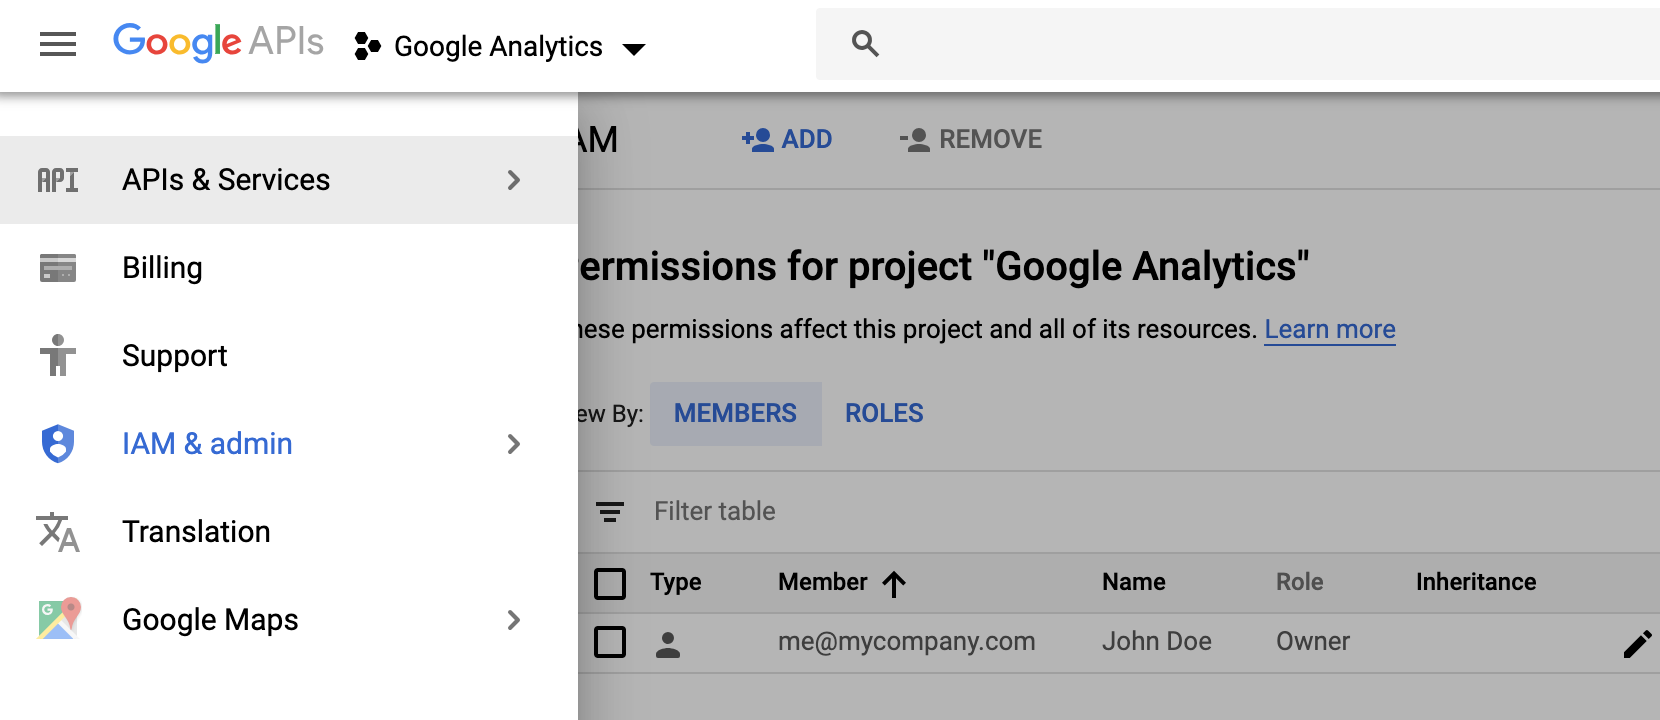 Google APIs Google Analytics
APIs & Services
Billing
Support
IAM & admin
Translation
Google Maps
AM ADD REMOVE
ermissions for project "Google Analytics"
hese permissions affect this project and all of its resources. Learn more
ew By: MEMBERS ROLES
Filter table
Type Member Name Role Inheritance
me@mycompany.com John Doe Owner